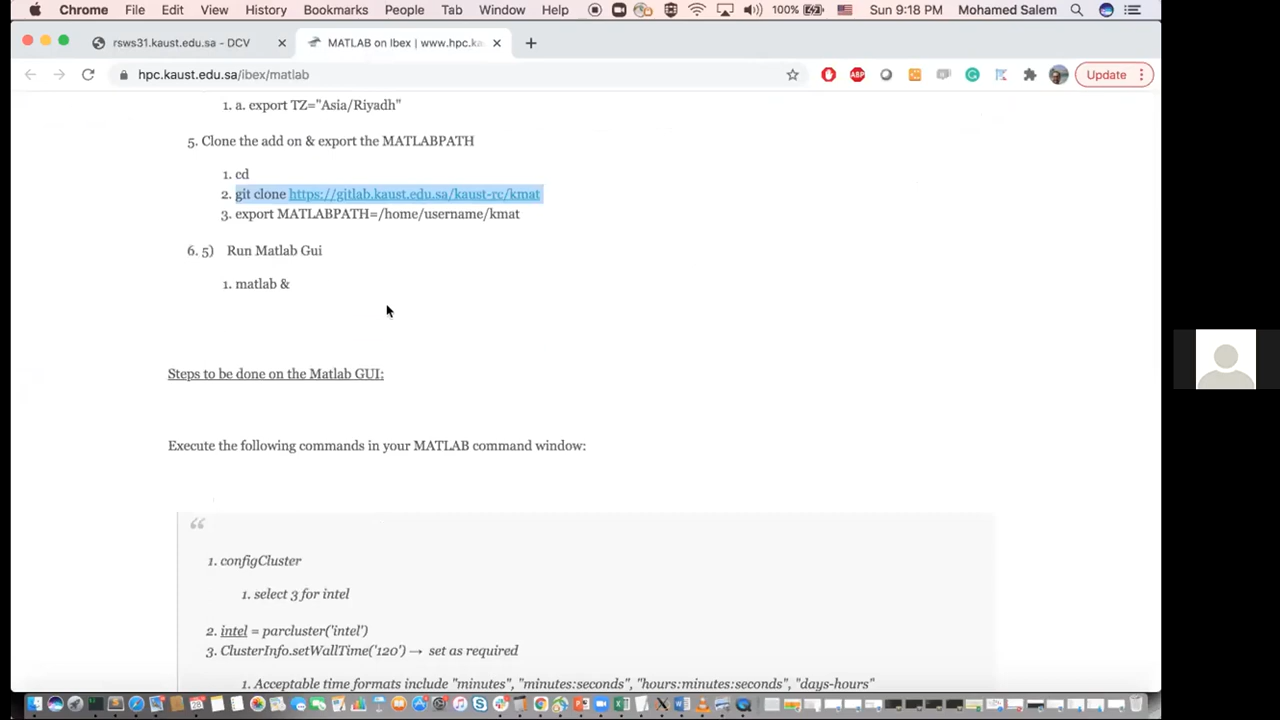 Chrome File Edit View History Bookmarks People Tab Window Help 100% Sun 9:18 PM Mohamed Salem
rsws31.kaust.edu.sa - DCV
MATLAB on Ibex | www.hpc.ka
hpc.kaust.edu.sa/ibex/matlab
ABP
Update
1. a. export TZ="Asia/Riyadh"
5. Clone the add on & export the MATLABPATH
1. cd
2. git clone https://gitlab.kaust.edu.sa/kaust-rc/kmat
3. export MATLABPATH=/home/username/kmat
6. 5) Run Matlab Gui
1. matlab &
Steps to be done on the Matlab GUI:
Execute the following commands in your MATLAB command window:
“
1. configCluster
1. select 3 for intel
2. intel = parcluster('intel')
3. ClusterInfo.setWallTime('120') → set as required
1. Acceptable time formats include "minutes", "minutes:seconds", "hours:minutes:seconds", "days-hours"